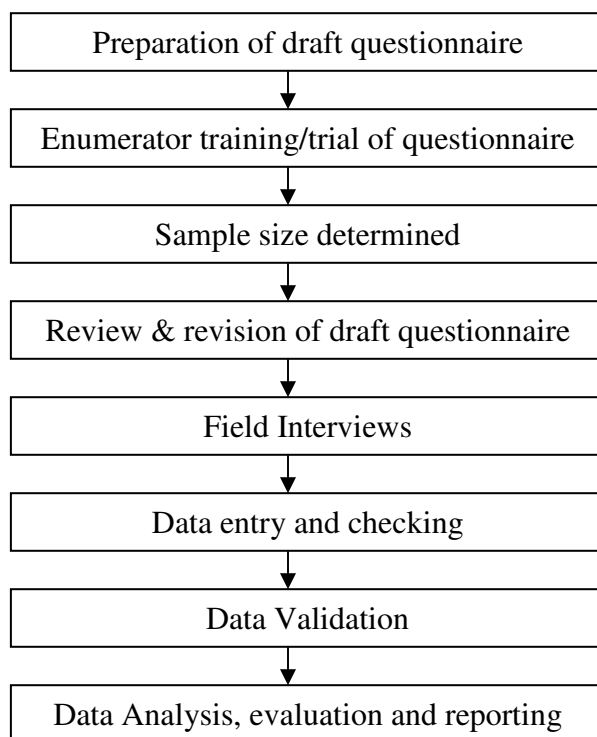 Preparation of draft questionnaire
Enumerator training/trial of questionnaire
Sample size determined
Review & revision of draft questionnaire
Field Interviews
Data entry and checking
Data Validation
Data Analysis, evaluation and reporting